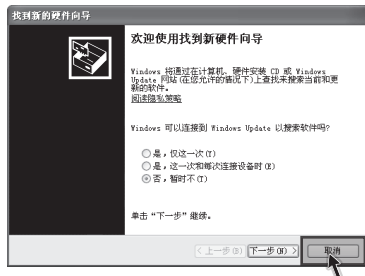 找到新的硬件向导
欢迎使用找到新硬件向导
Windows 将通过在计算机、硬件安装 CD 或 Windows
Update 网站(在您允许的情况下)上查找来搜索当前和更
新的软件。
阅读隐私策略
Windows 可以连接到 Windows Update 以搜索软件吗?
是，仅这一次(Y)
是，这一次和每次连接设备时(E)
否，暂时不(T)
单击“下一步”继续。
<上一步(B) 下一步(N)> 取消